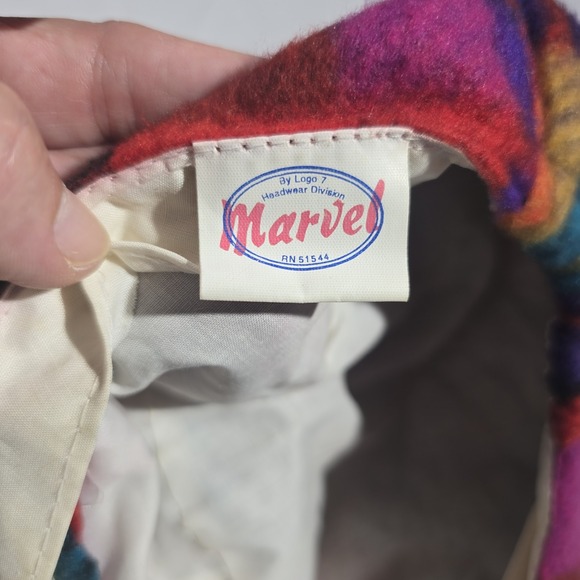 By Logo 7
Headwear Division
Marvel
RN 51544